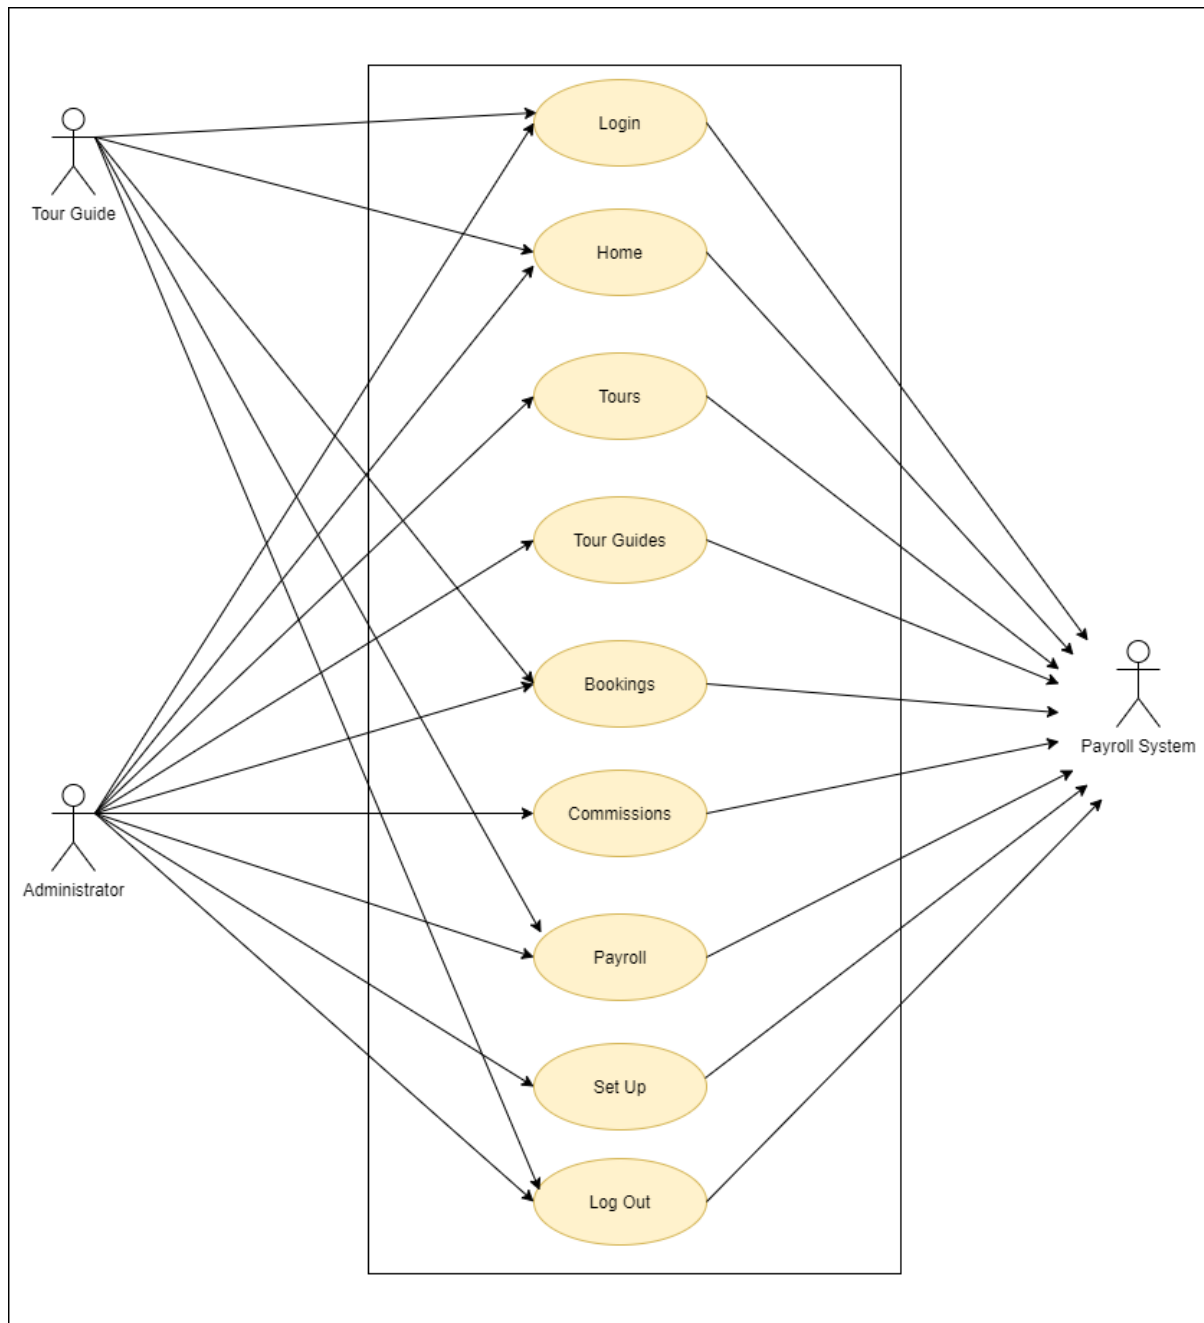 Login
Tour Guide
Home
Tours
Tour Guides
Bookings
Payroll System
Commissions
Administrator
Payroll
Set Up
Log Out